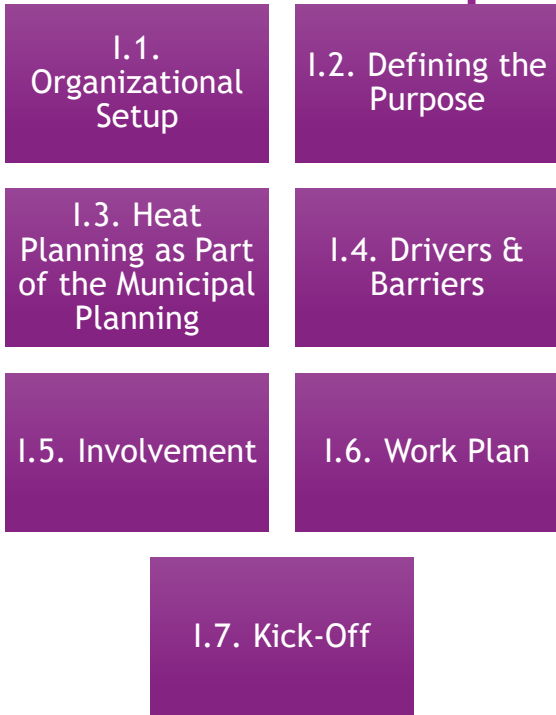 I.1.
Organizational
Setup
I.2. Defining the
Purpose
I.3. Heat
Planning as Part
of the Municipal
Planning
I.4. Drivers &
Barriers
I.5. Involvement
I.6. Work Plan
I.7. Kick-Off